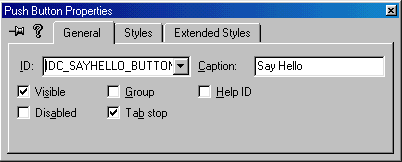 Push Button Properties
General Styles Extended Styles
ID: IDC_SAYHELLO_BUTTON Caption: Say Hello
Visible Group Help ID
Disabled Tab stop